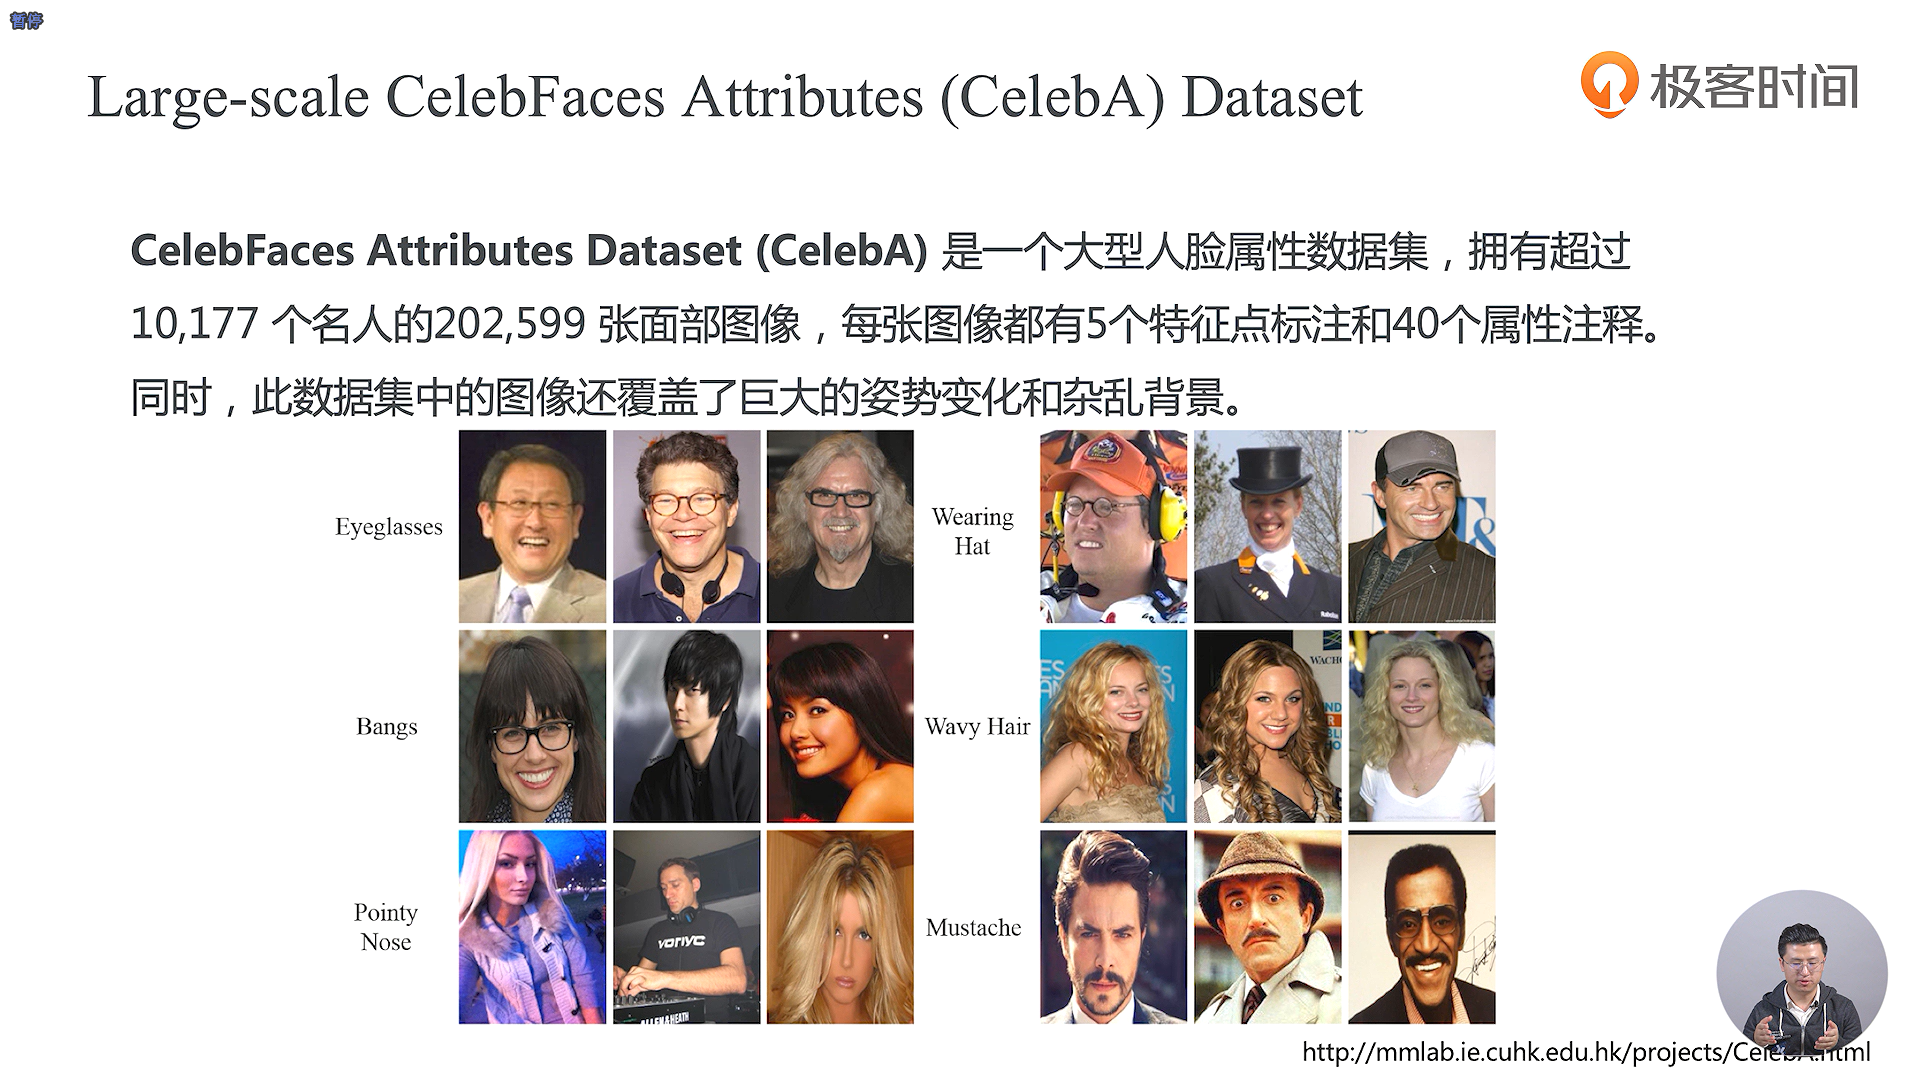 暂停
Large-scale CelebFaces Attributes (CelebA) Dataset
极客时间
CelebFaces Attributes Dataset (CelebA) 是一个大型人脸属性数据集，拥有超过
10,177 个名人的202,599 张面部图像，每张图像都有5个特征点标注和40个属性注释。
同时，此数据集中的图像还覆盖了巨大的姿势变化和杂乱背景。
Eyeglasses
Wearing
Hat
Bangs
Wavy Hair
Pointy
Nose
Mustache
ALLEN&HEATH
http://mmlab.ie.cuhk.edu.hk/projects/CelebA.html